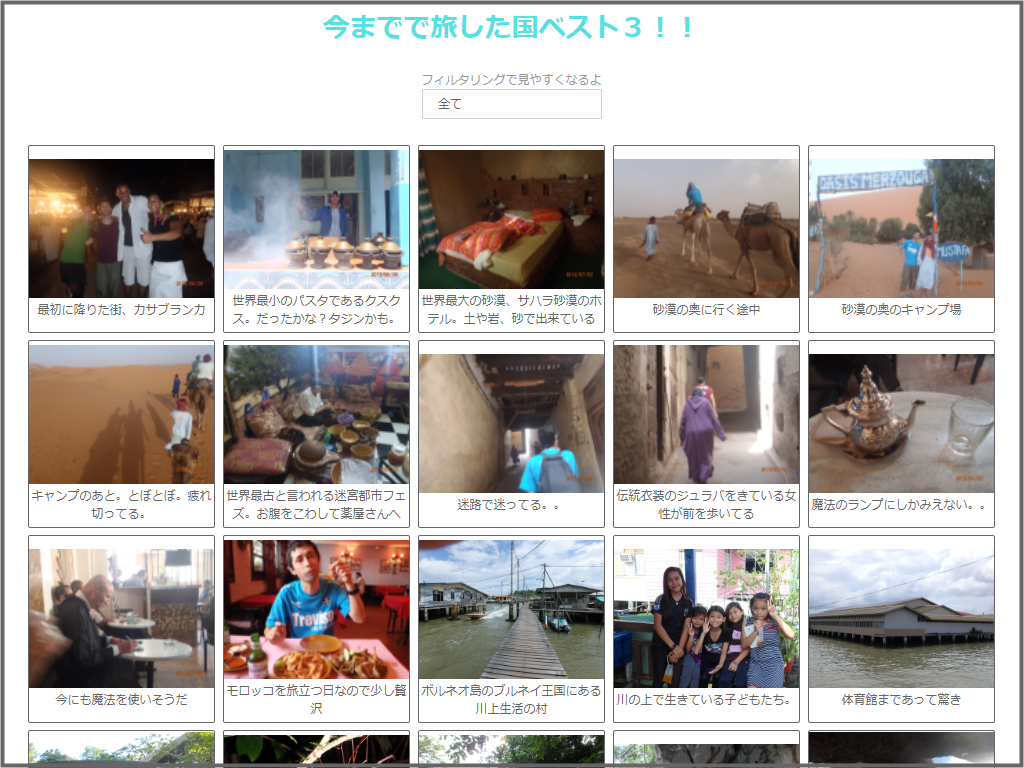 今までで旅した国ベスト３！！
フィルタリングで見やすくなるよ
全て
OASIS MERZOUGA
MUSTAFA
最初に降りた街、カサブランカ
世界最小のパスタであるクスク
ス。だったかな？タジンかも。
世界最大の砂漠、サハラ砂漠のホ
テル。土や岩、砂で出来ている
砂漠の奥に行く途中
砂漠の奥のキャンプ場
キャンプのあと。とぼとぼ。疲れ
切ってる。
世界最古と言われる迷宮都市フェ
ズ。お腹をこわして薬屋さんへ
迷路で迷ってる。。
伝統衣装のジュラバをきている女
性が前を歩いてる
魔法のランプにしかみえない。。
Treviso
今にも魔法を使いそうだ
モロッコを旅立つ日なので少し贅
沢
ボルネオ島のブルネイ王国にある
川上生活の村
川の上で生きている子どもたち。
体育館まであって驚き